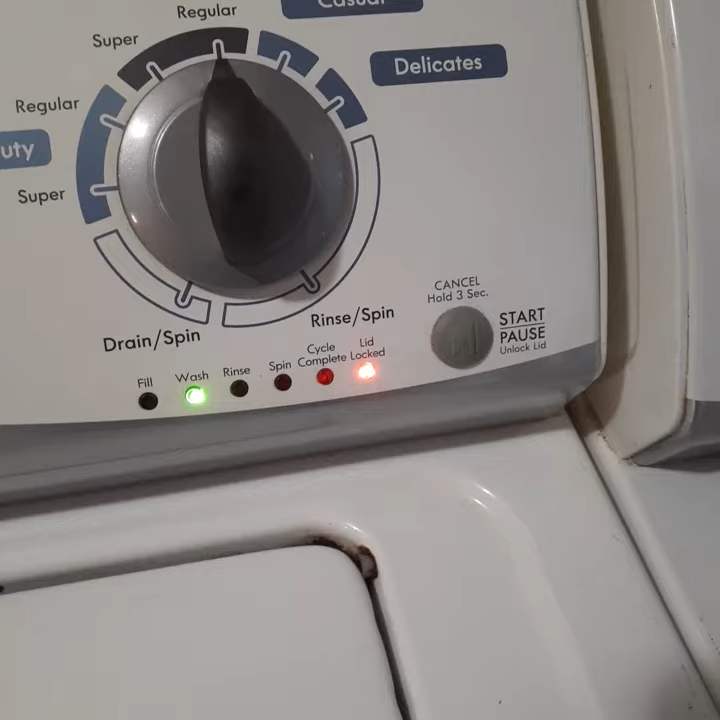 Casual
Regular
Super
Delicates
Regular
uty
Super
CANCEL
Hold 3 Sec.
START
PAUSE
Unlock Lid
Rinse/Spin
Drain/Spin
Fill
Wash
Rinse
Spin
Cycle
Complete
Lid
Locked